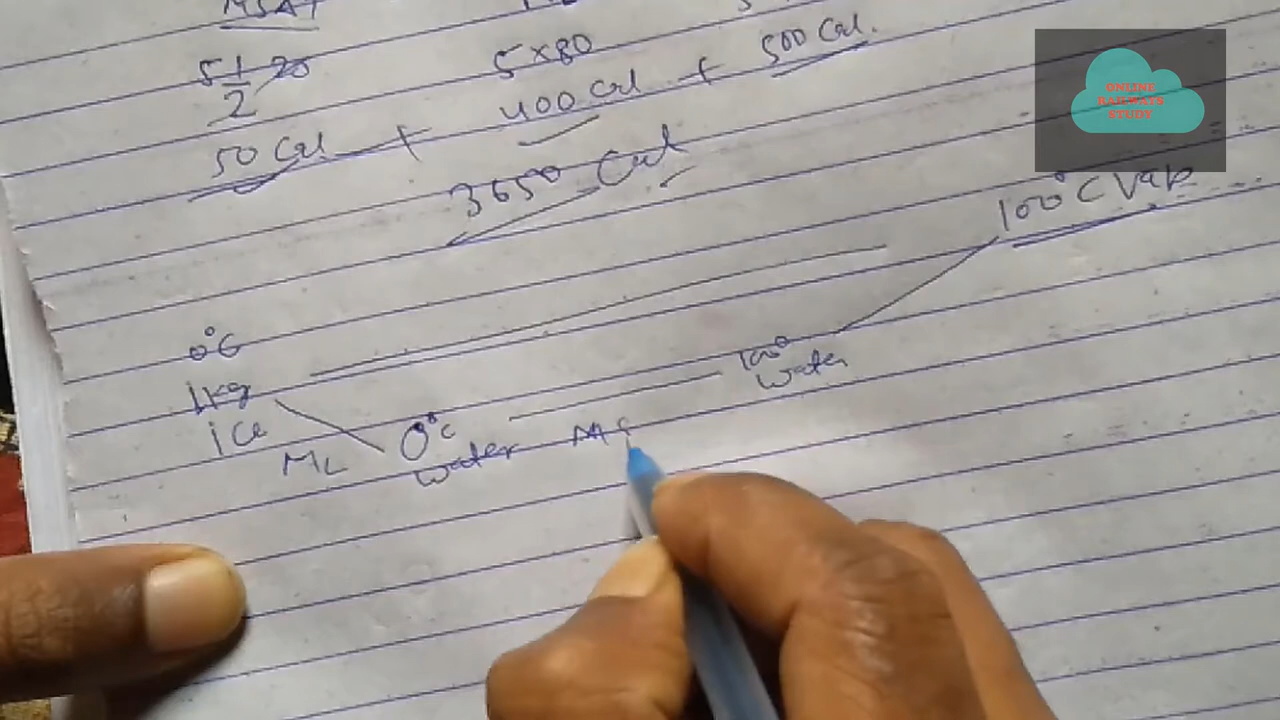 MSΔT
5 1/2 20
5×80
50 Cal + 400 Cal + 500 Cal.
3650 Cal
ONLINE
RAILWAYS
STUDY
100°C Vap
0°C
1kg
ice
ML
0°C
water
MS
100°
water